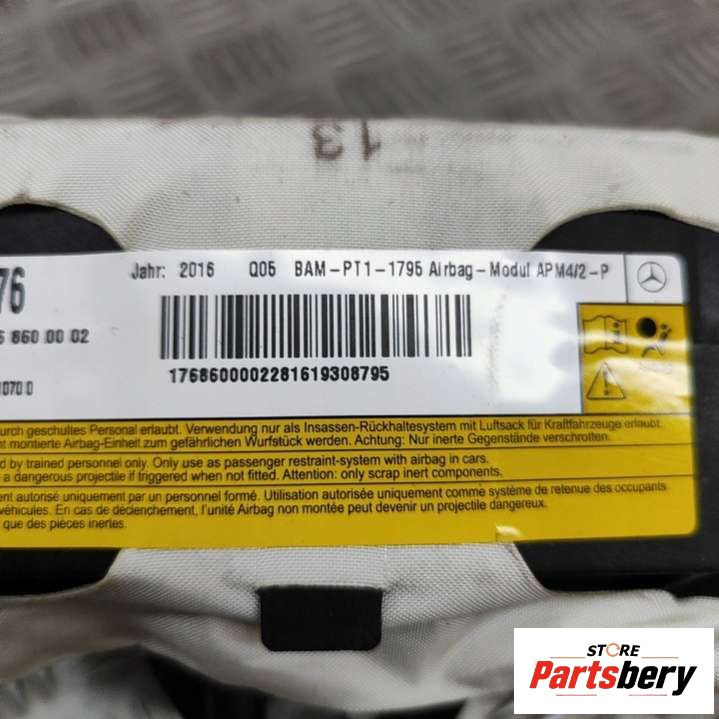 13
76
Jahr: 2016 Q05 BAM-PT1-1795 Airbag-Modul APM4/2-P
6 860 00 02
10700
1768600002281619308795
durch geschultes Personal erlaubt. Verwendung nur als Insassen-Rückhaltesystem mit Luftsack für Kraftfahrzeuge erlaubt.
montierte Airbag-Einheit zum gefährlichen Wurfstück werden. Achtung: Nur inerte Gegenstände verschrotten.
by trained personnel only. Only use as passenger restraint-system with airbag in cars.
a dangerous projectile if triggered when not fitted. Attention: only scrap inert components.
autorisé uniquement par un personnel formé. Utilisation autorisée uniquement comme système de retenue des occupants
véhicules. En cas de déclenchement, l'unité Airbag non montée peut devenir un projectile dangereux.
que des pièces inertes.
STORE
Partsbery